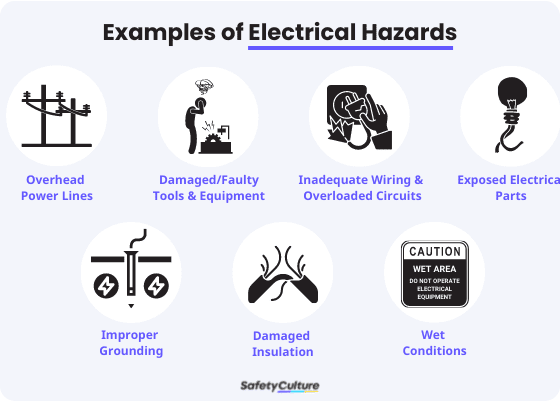 Examples of Electrical Hazards
Overhead
Power Lines
Damaged/Faulty
Tools & Equipment
Inadequate Wiring &
Overloaded Circuits
Exposed Electrica
Parts
CAUTION
WET AREA
DO NOT OPERATE
ELECTRICAL
EQUIPMENT
Improper
Grounding
Damaged
Insulation
Wet
Conditions
SafetyCulture